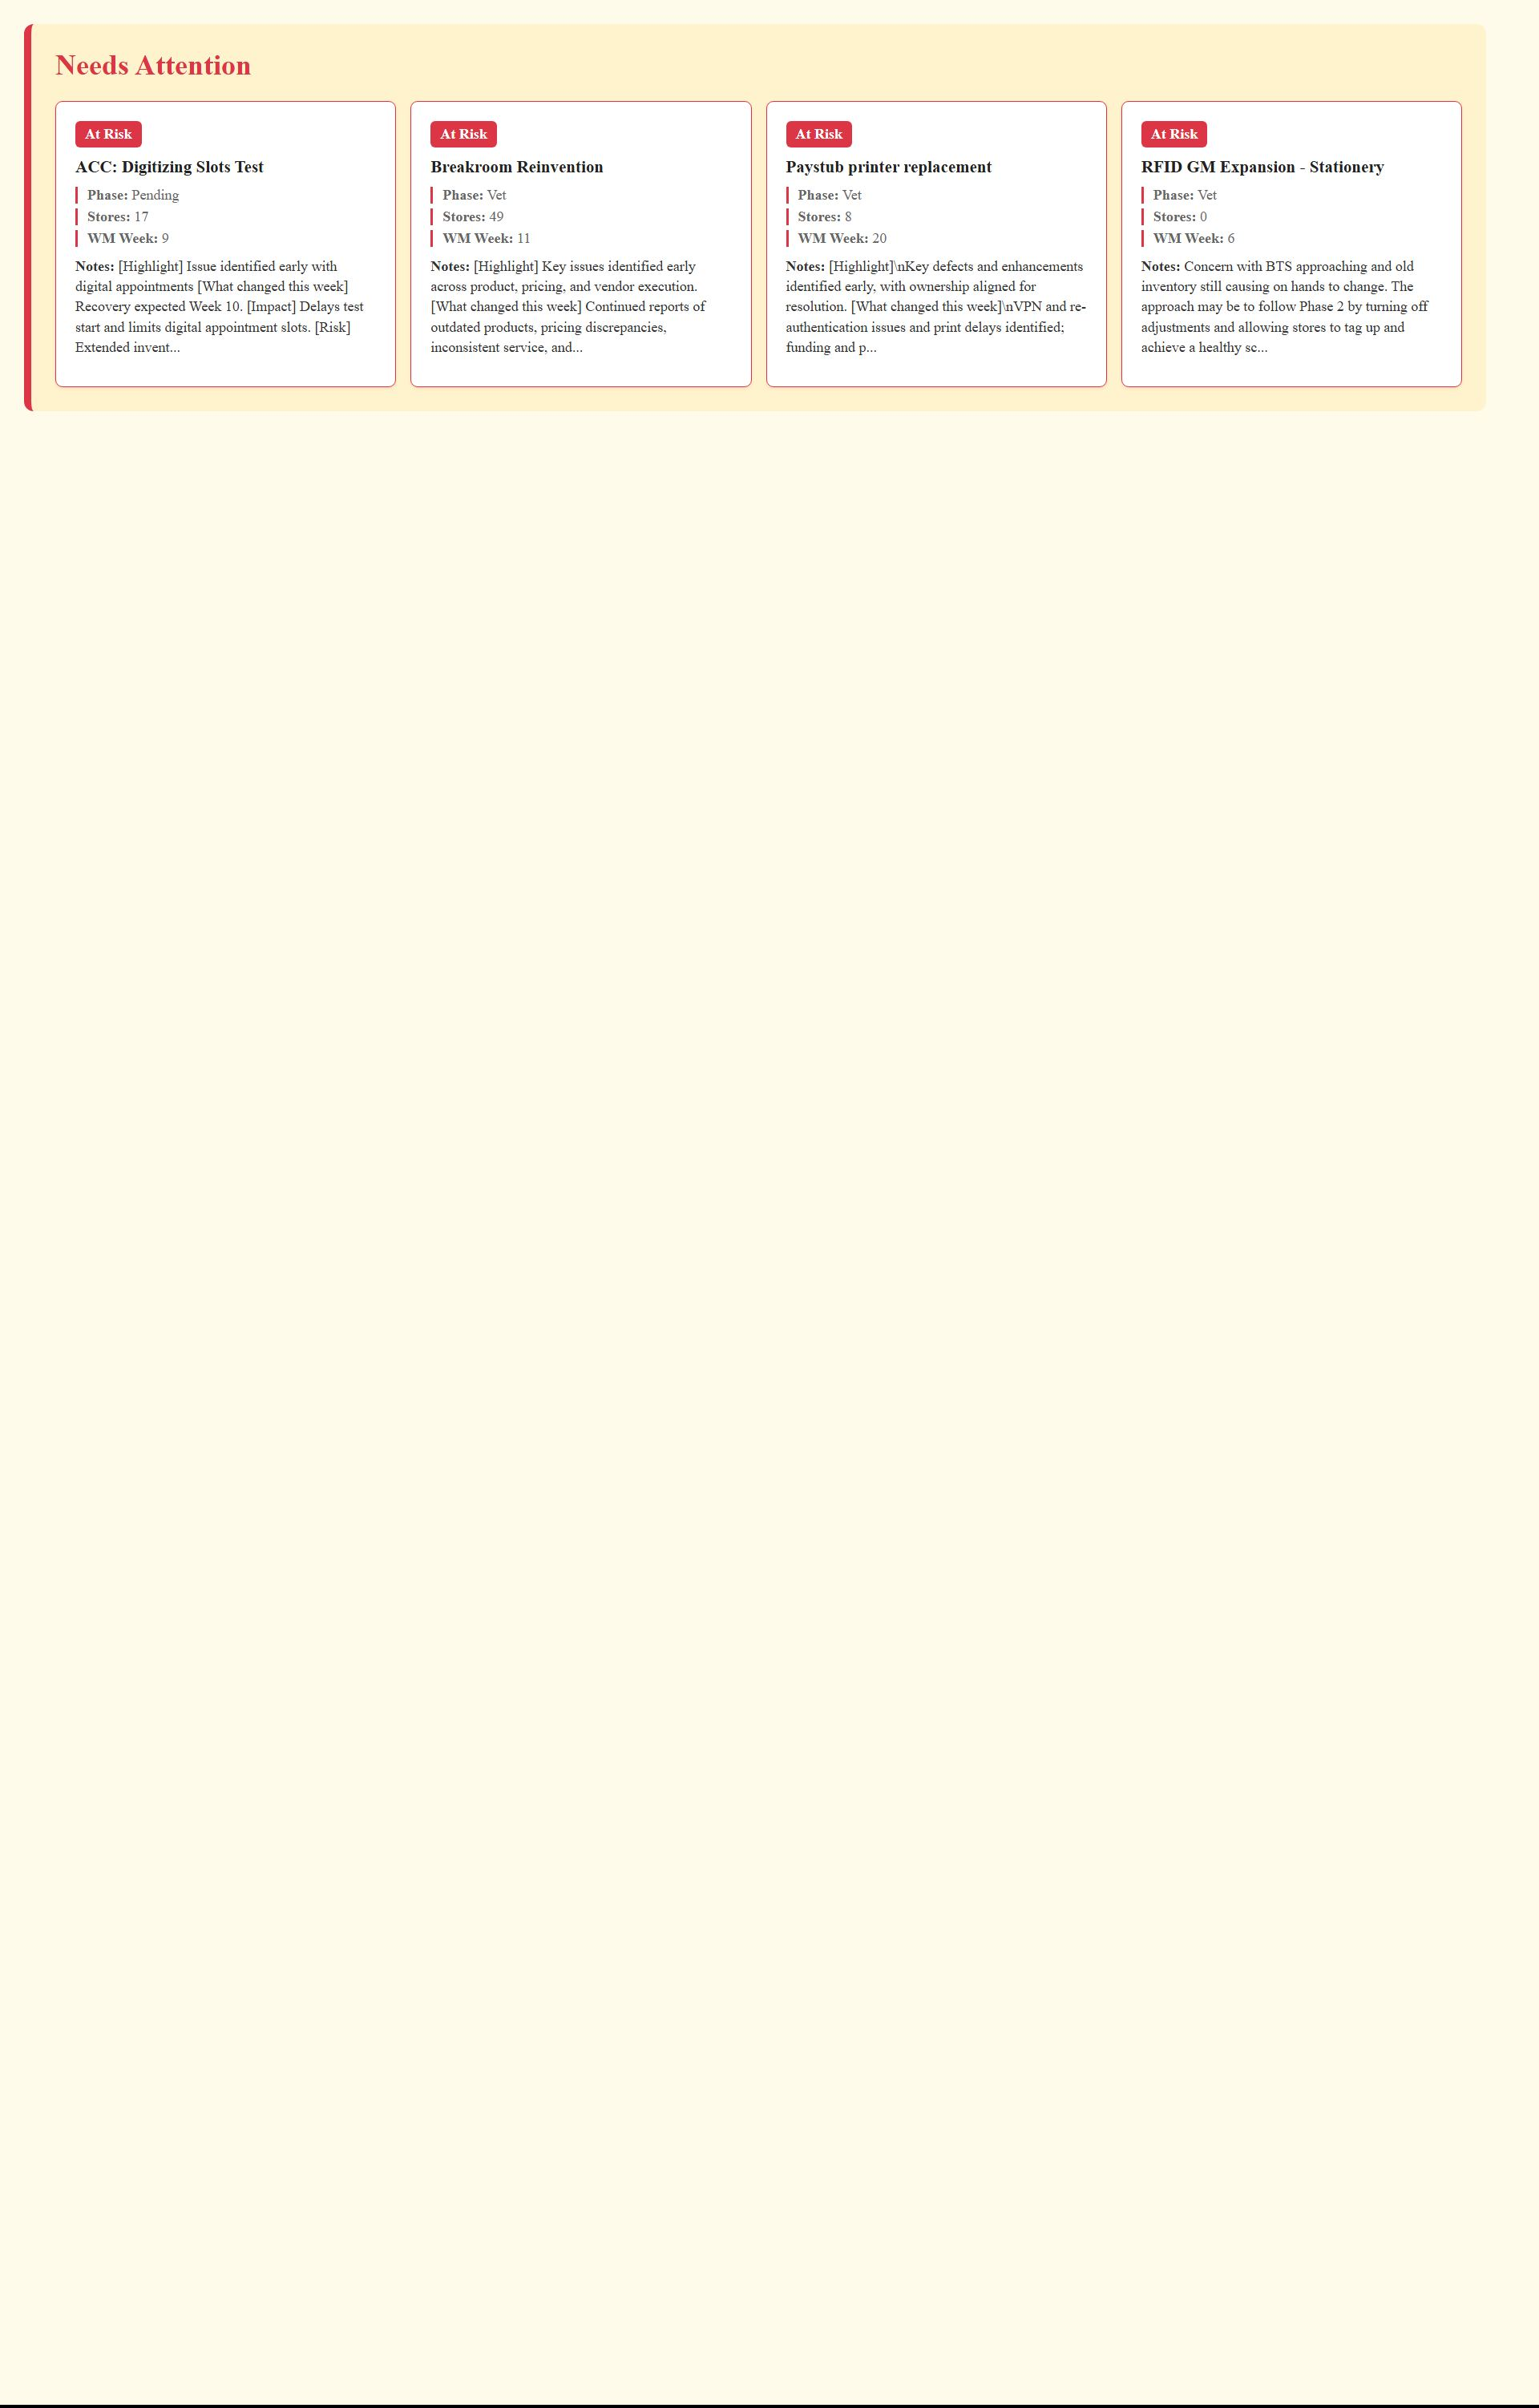 Needs Attention
At Risk
ACC: Digitizing Slots Test
Phase: Pending
Stores: 17
WM Week: 9
Notes: [Highlight] Issue identified early with
digital appointments [What changed this week]
Recovery expected Week 10. [Impact] Delays test
start and limits digital appointment slots. [Risk]
Extended invent...
At Risk
Breakroom Reinvention
Phase: Vet
Stores: 49
WM Week: 11
Notes: [Highlight] Key issues identified early
across product, pricing, and vendor execution.
[What changed this week] Continued reports of
outdated products, pricing discrepancies,
inconsistent service, and...
At Risk
Paystub printer replacement
Phase: Vet
Stores: 8
WM Week: 20
Notes: [Highlight]\nKey defects and enhancements
identified early, with ownership aligned for
resolution. [What changed this week]\nVPN and re-
authentication issues and print delays identified;
funding and p...
At Risk
RFID GM Expansion - Stationery
Phase: Vet
Stores: 0
WM Week: 6
Notes: Concern with BTS approaching and old
inventory still causing on hands to change. The
approach may be to follow Phase 2 by turning off
adjustments and allowing stores to tag up and
achieve a healthy sc...